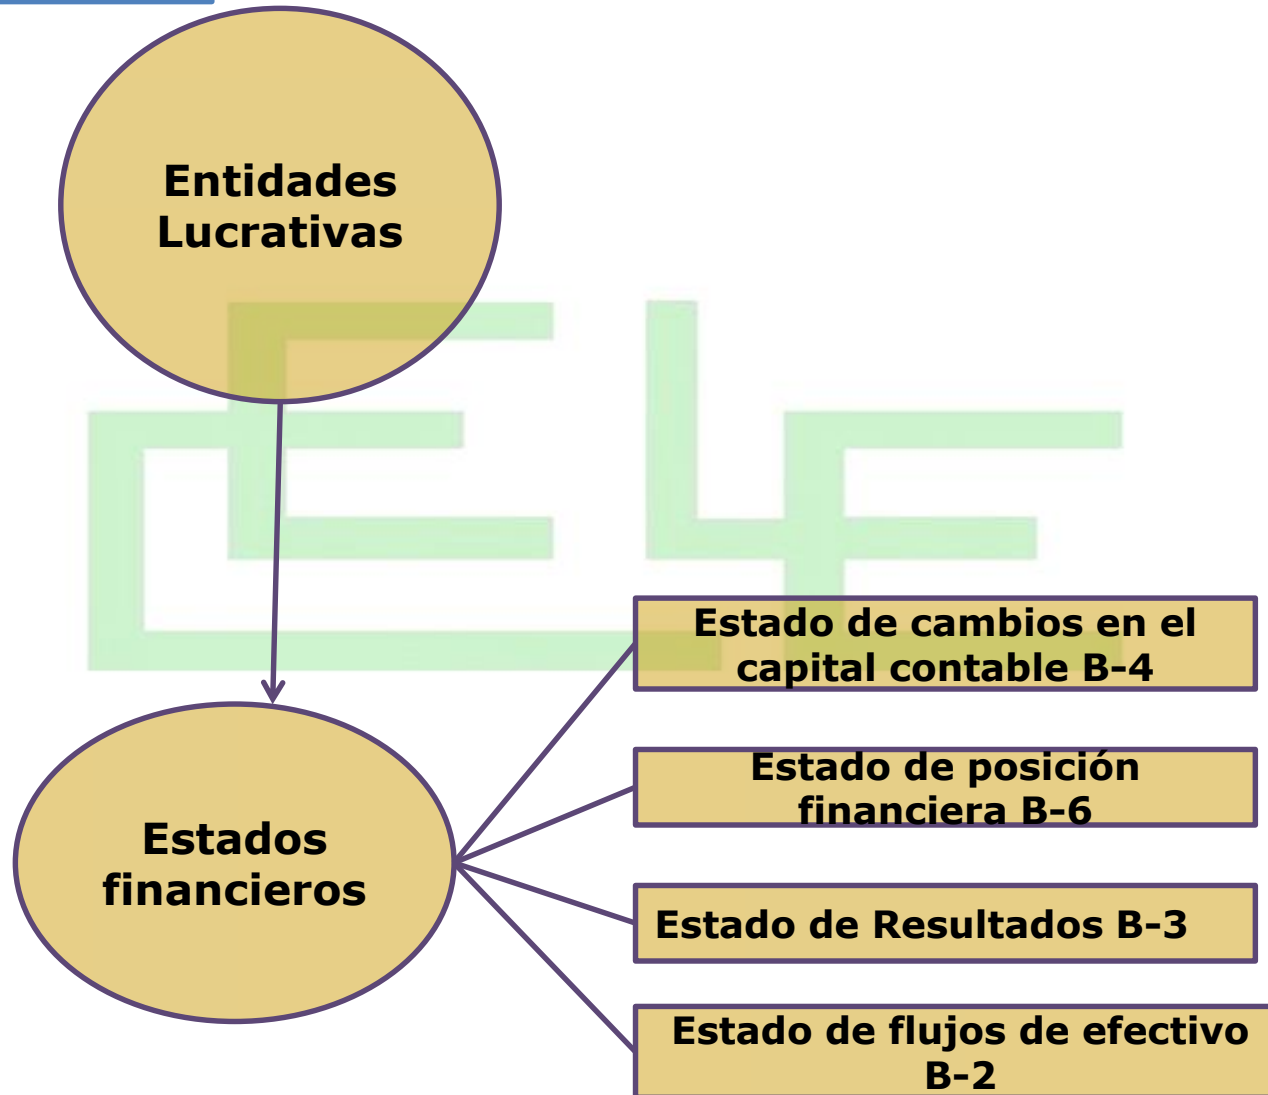 Entidades
Lucrativas
Estado de cambios en el
capital contable B-4
Estado de posición
financiera B-6
Estados
financieros
Estado de Resultados B-3
Estado de flujos de efectivo
B-2